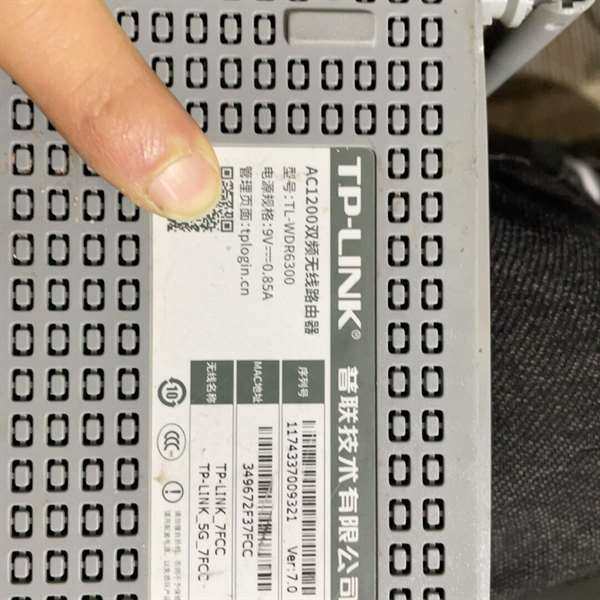 TP-LINK® 普联技术有限公司
AC1200双频无线路由器
型号:TL-WDR6300
电源规格:9V⎓0.85A
管理页面:tplogin.cn
序列号 1174337009321 Ver:7.0
MAC地址 349672F37FCC
无线名称 TP-LINK_7FCC
TP-LINK_5G_7FCC
10